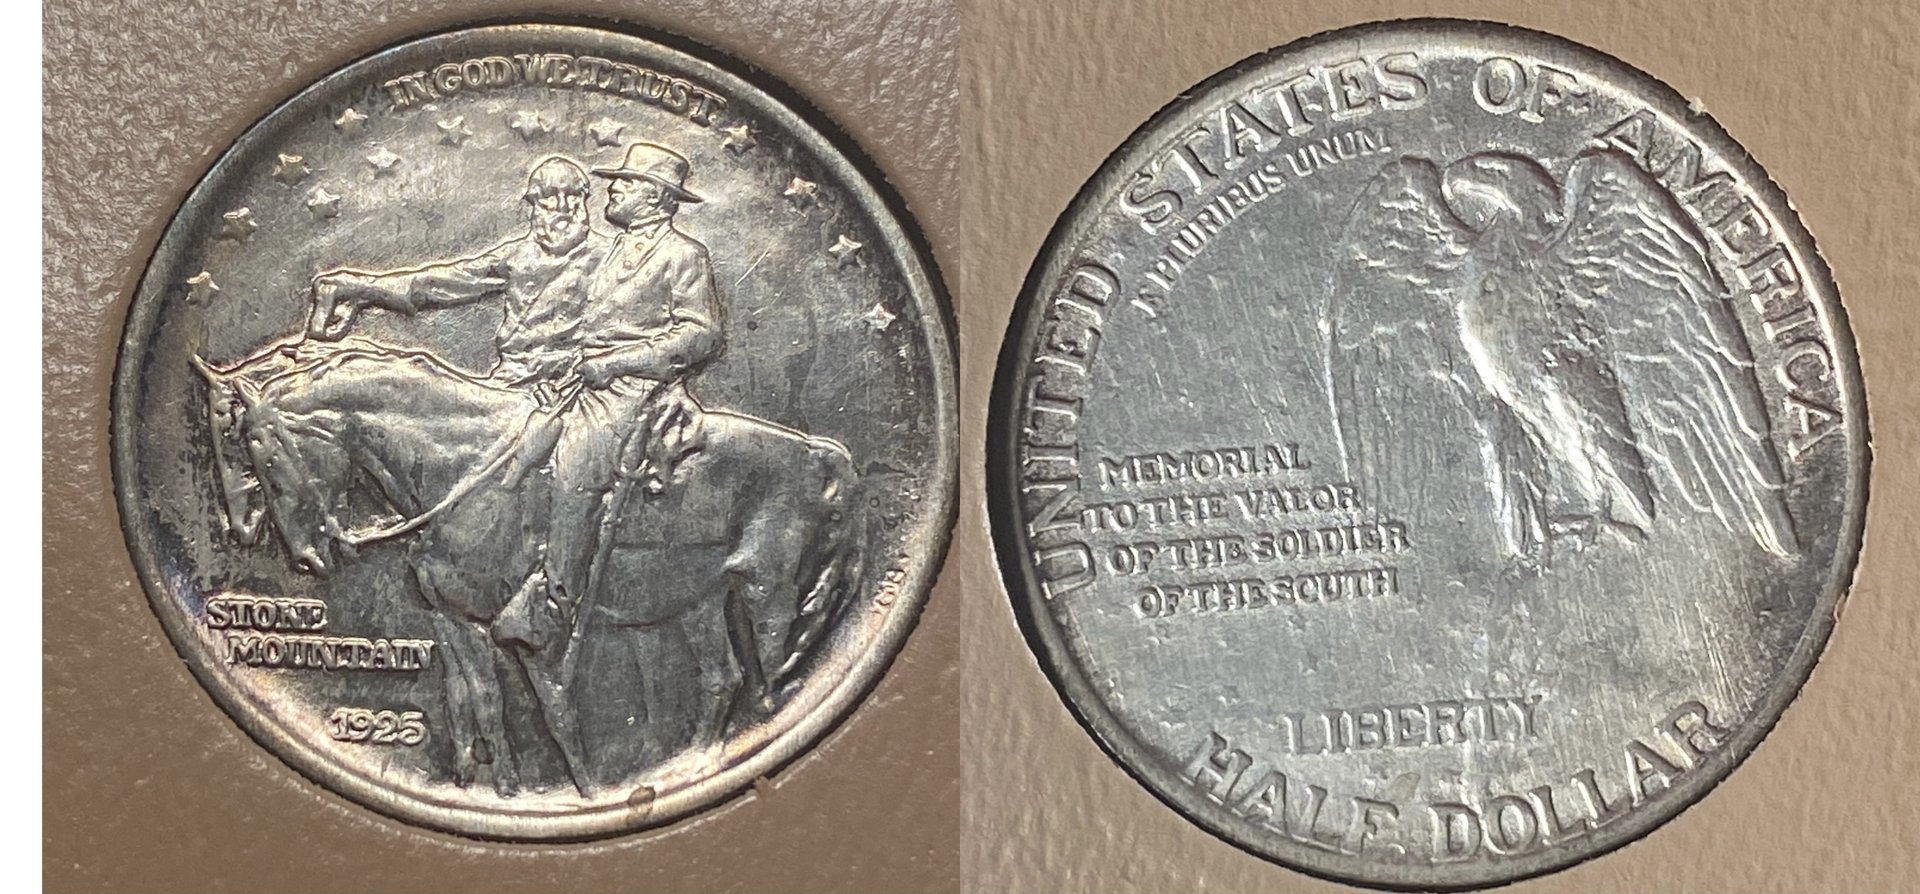 IN GOD WE TRUST
STONE
MOUNTAIN
1925
UNITED STATES OF AMERICA
E PLURIBUS UNUM
MEMORIAL
TO THE VALOR
OF THE SOLDIER
OF THE SOUTH
LIBERTY
HALF DOLLAR